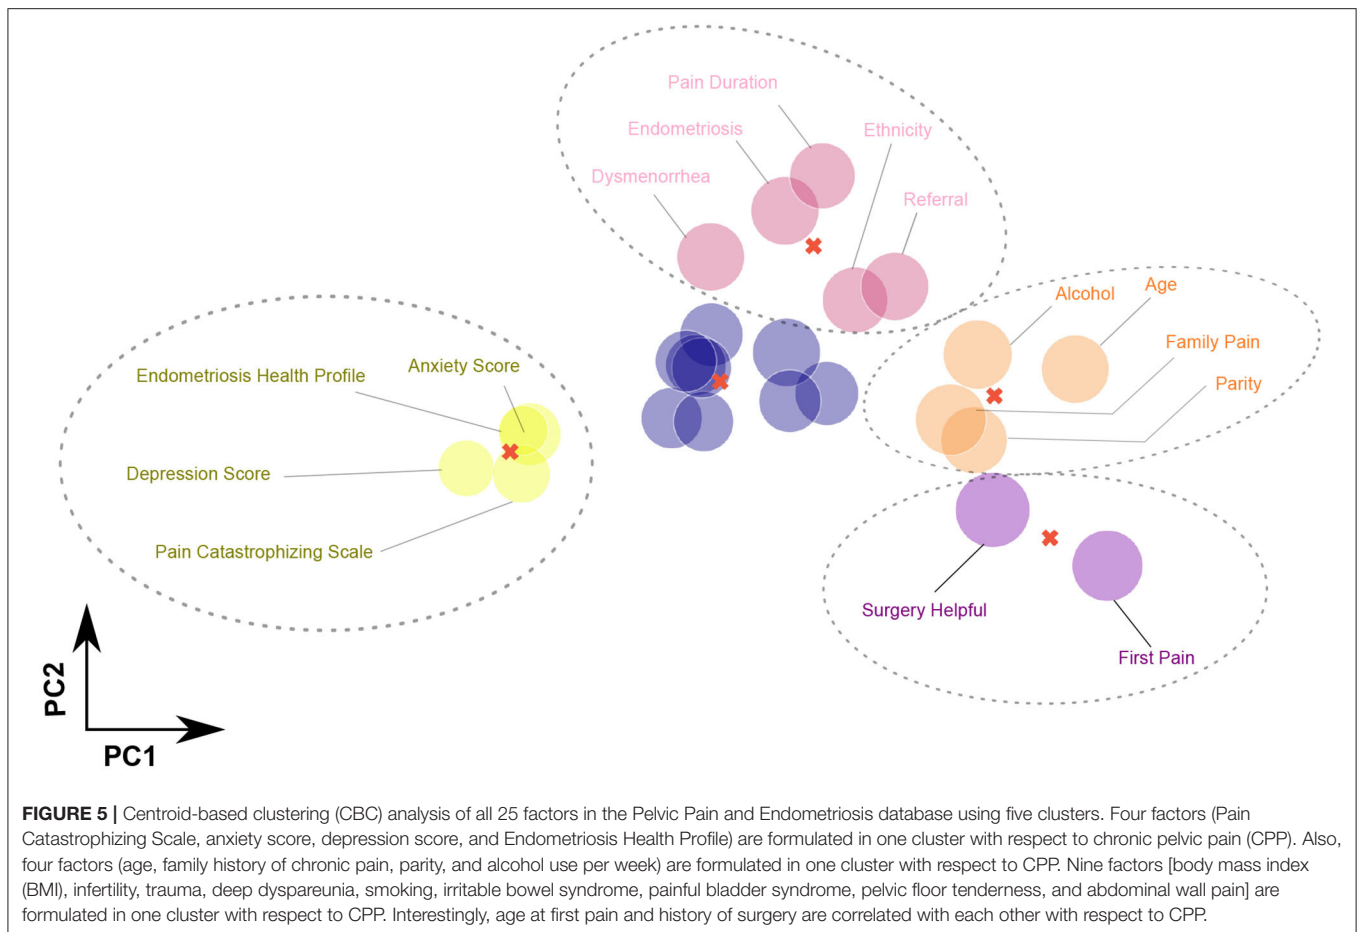 Pain Duration
Endometriosis
Ethnicity
Dysmenorrhea
Referral
Alcohol
Age
Family Pain
Parity
Anxiety Score
Endometriosis Health Profile
Depression Score
Pain Catastrophizing Scale
Surgery Helpful
First Pain
PC2
PC1
FIGURE 5 | Centroid-based clustering (CBC) analysis of all 25 factors in the Pelvic Pain and Endometriosis database using five clusters. Four factors (Pain
Catastrophizing Scale, anxiety score, depression score, and Endometriosis Health Profile) are formulated in one cluster with respect to chronic pelvic pain (CPP). Also,
four factors (age, family history of chronic pain, parity, and alcohol use per week) are formulated in one cluster with respect to CPP. Nine factors [body mass index
(BMI), infertility, trauma, deep dyspareunia, smoking, irritable bowel syndrome, painful bladder syndrome, pelvic floor tenderness, and abdominal wall pain] are
formulated in one cluster with respect to CPP. Interestingly, age at first pain and history of surgery are correlated with each other with respect to CPP.